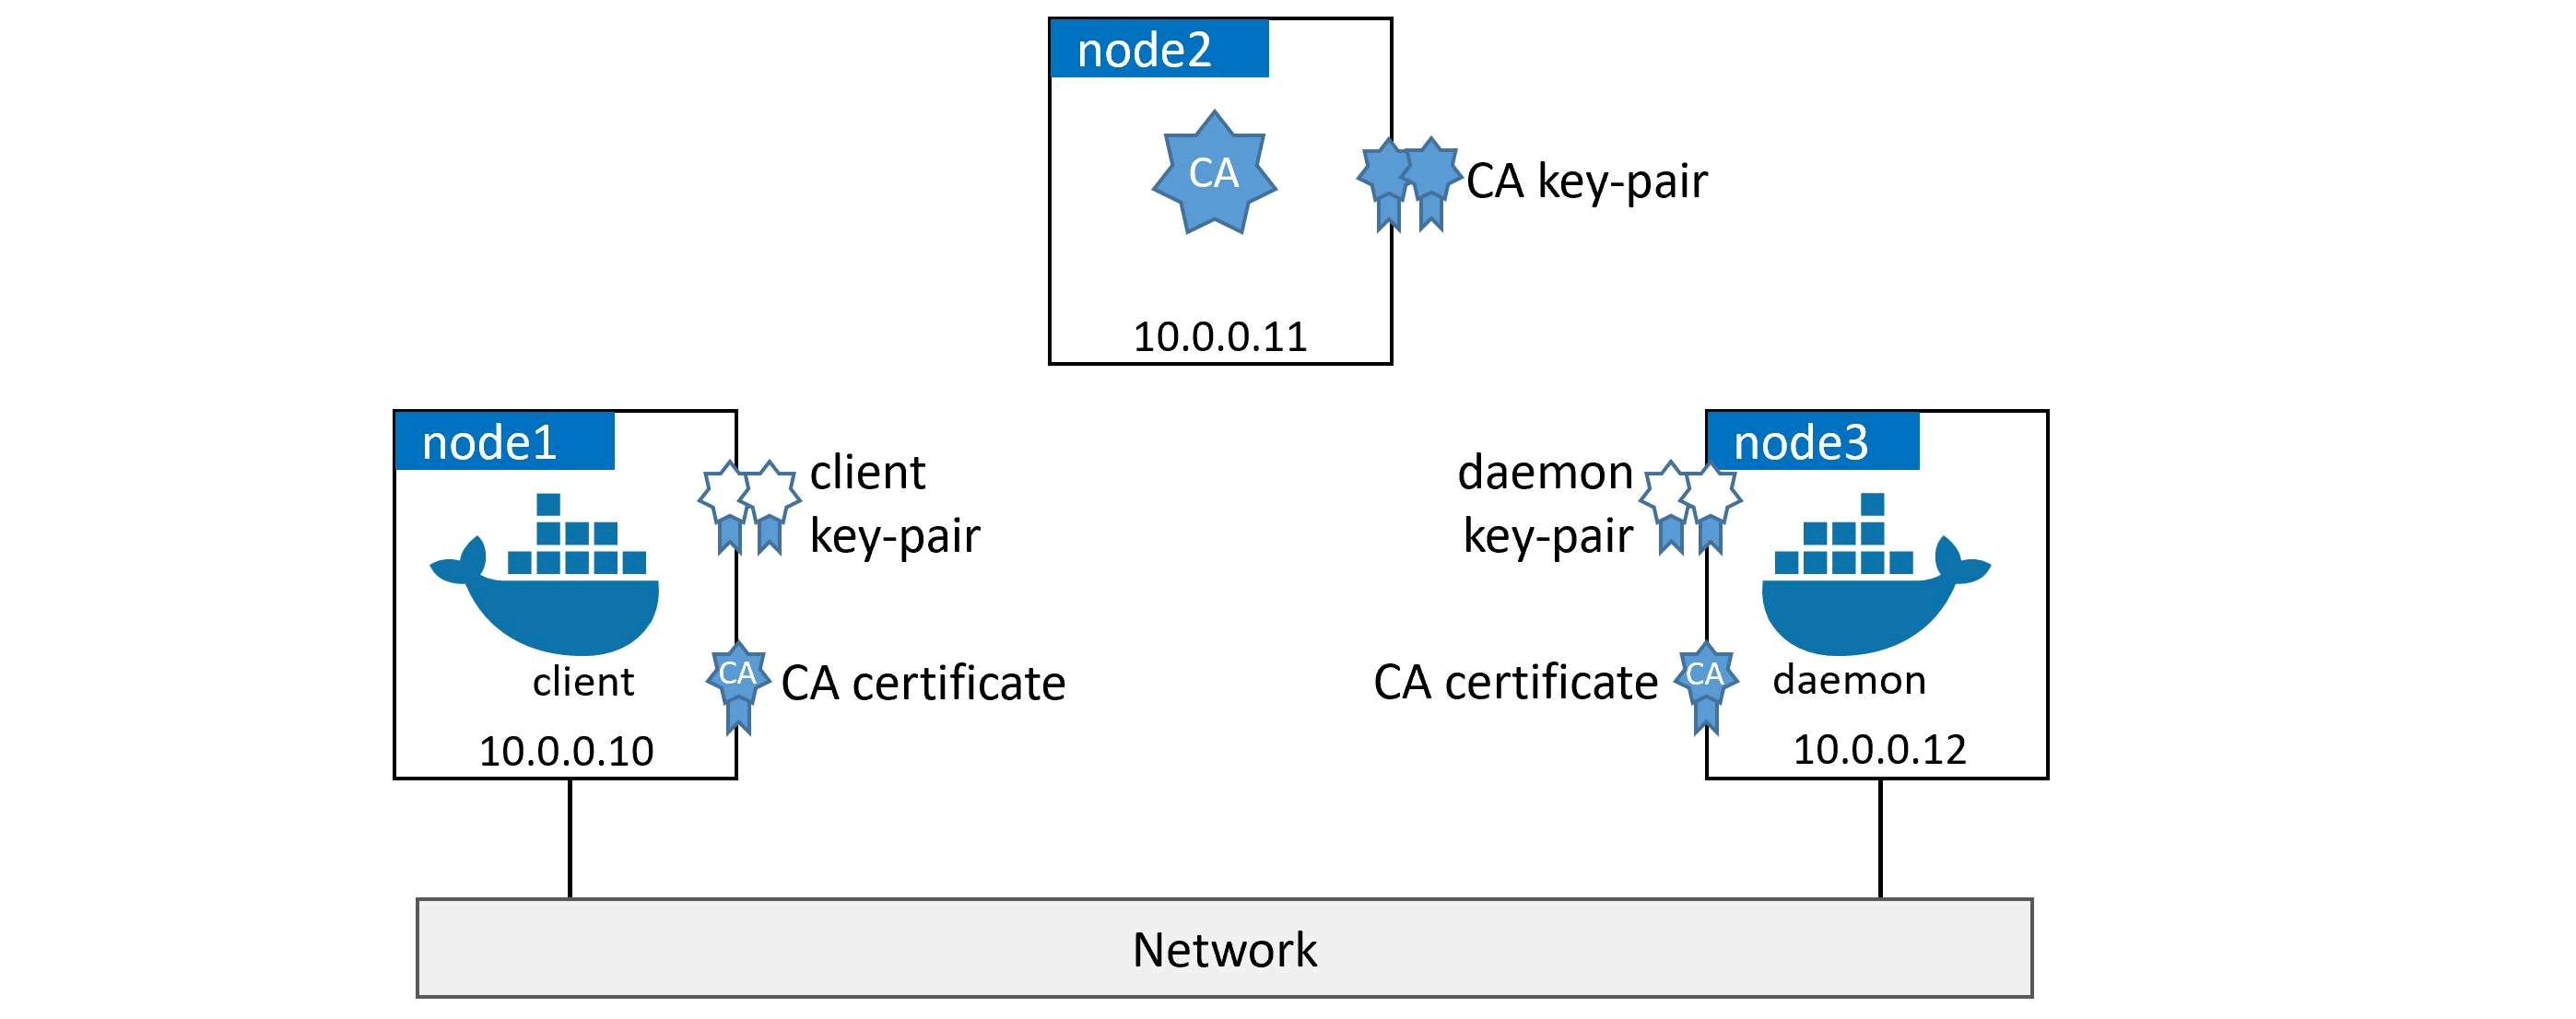 node2
CA
CA key-pair
10.0.0.11
node1
client
key-pair
CA
CA certificate
client
10.0.0.10
daemon
key-pair
node3
CA certificate
CA
daemon
10.0.0.12
Network